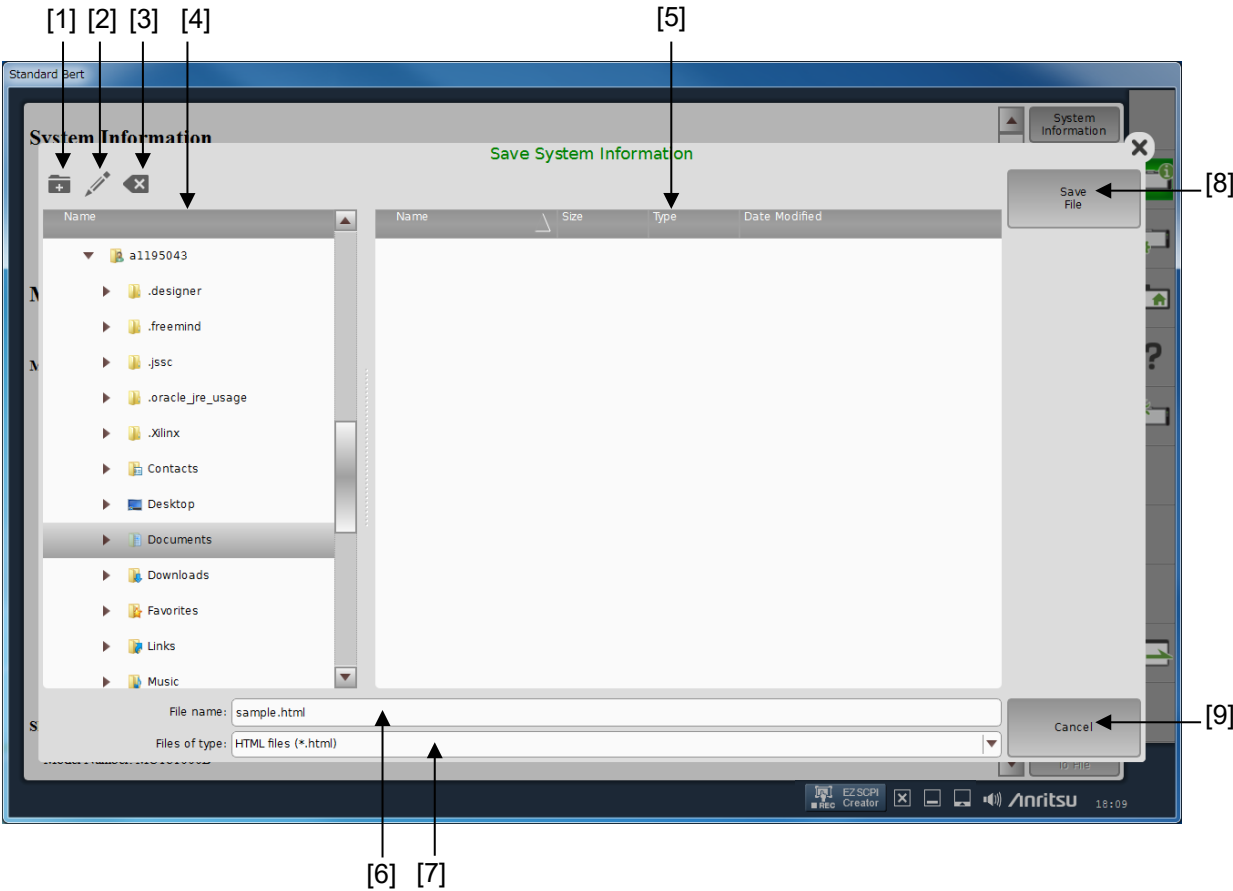 [1] [2] [3] [4] [5]
Standard Bert
System Information
System
Information
Save System Information
Save
File
[8]
Name
Name Size Type Date Modified
a1195043
.designer
.freemind
.jssc
.oracle_jre_usage
.Xilinx
Contacts
Desktop
Documents
Downloads
Favorites
Links
Music
File name: sample.html
Files of type: HTML files (*.html)
Cancel
[9]
To File
REC
EZ SCPI
Creator
Anritsu 18:09
[6] [7]